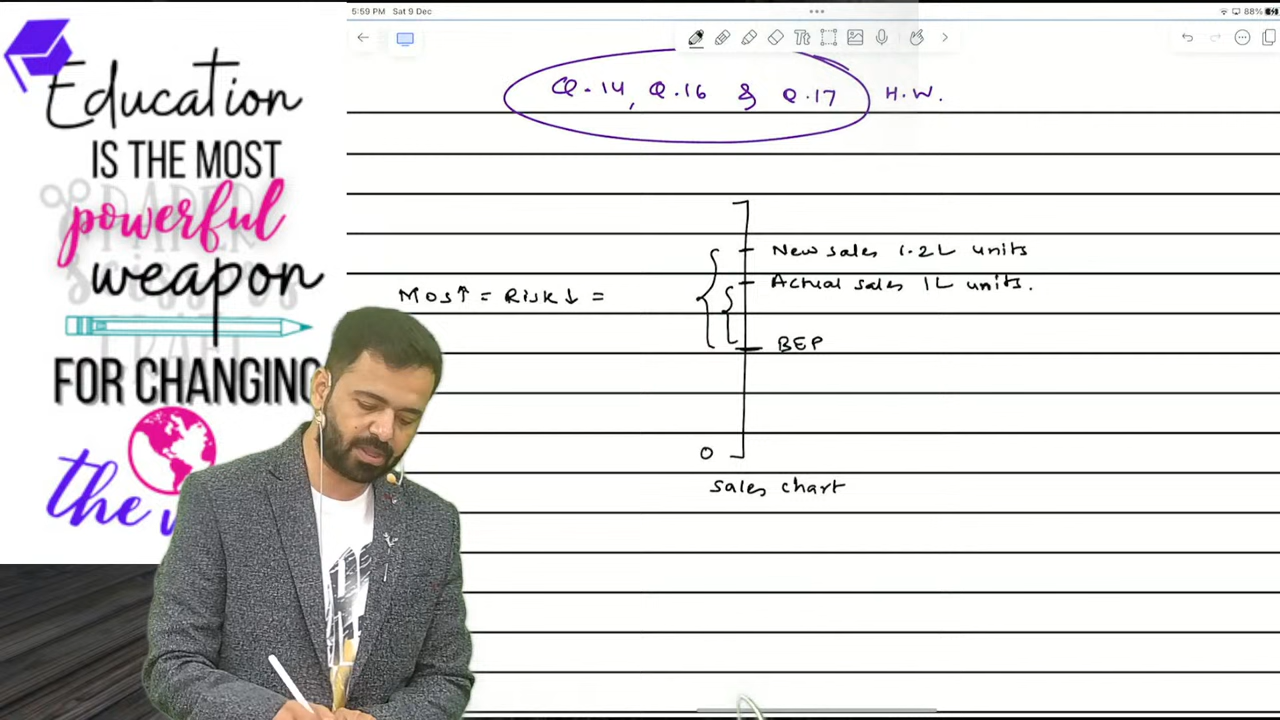 5:59 PM Sat 9 Dec
88%
Education
IS THE MOST
powerful
weapon
FOR CHANGING
the
Tt
Q.14, Q.16 & Q.17 H.W.
New sales 1.2L units
Actual sales 1L units.
MOS↑ = Risk↓ =
BEP
0
sales chart